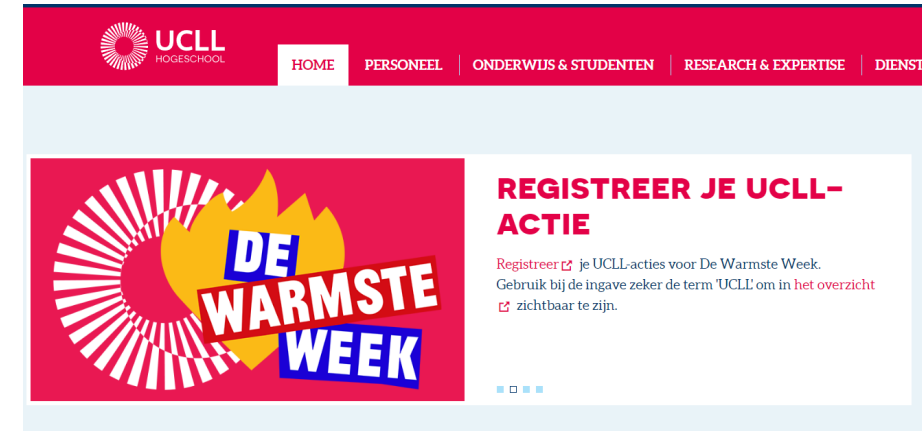 UCLL
HOGESCHOOL
HOME
PERSONEEL
ONDERWIJS & STUDENTEN
RESEARCH & EXPERTISE
DIENST
DE
WARMSTE
WEEK
REGISTREER JE UCLL-
ACTIE
Registreer je UCLL-acties voor De Warmste Week.
Gebruik bij de ingave zeker de term 'UCLL' om in het overzicht
zichtbaar te zijn.